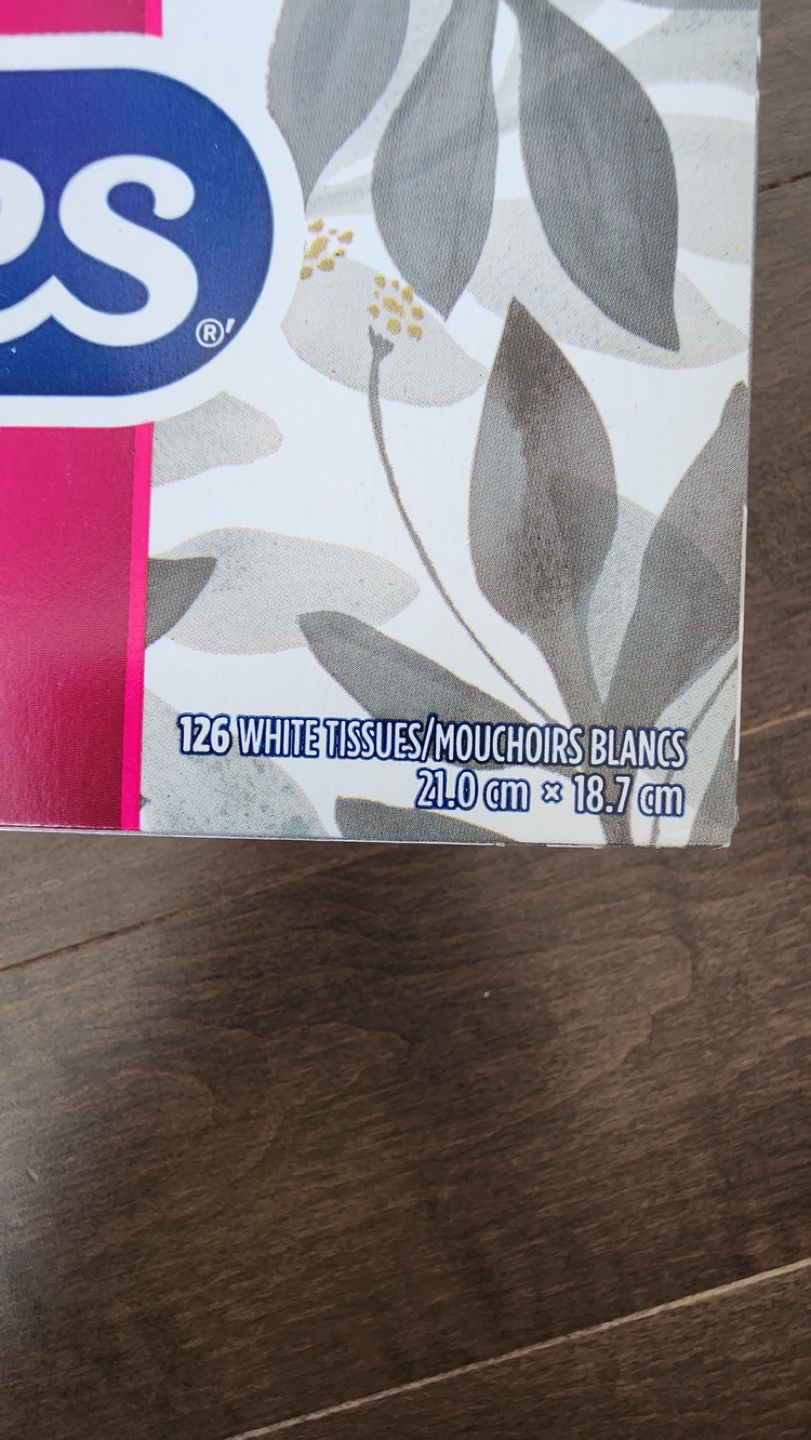 es®'
126 WHITE TISSUES/MOUCHOIRS BLANCS
21.0 cm × 18.7 cm